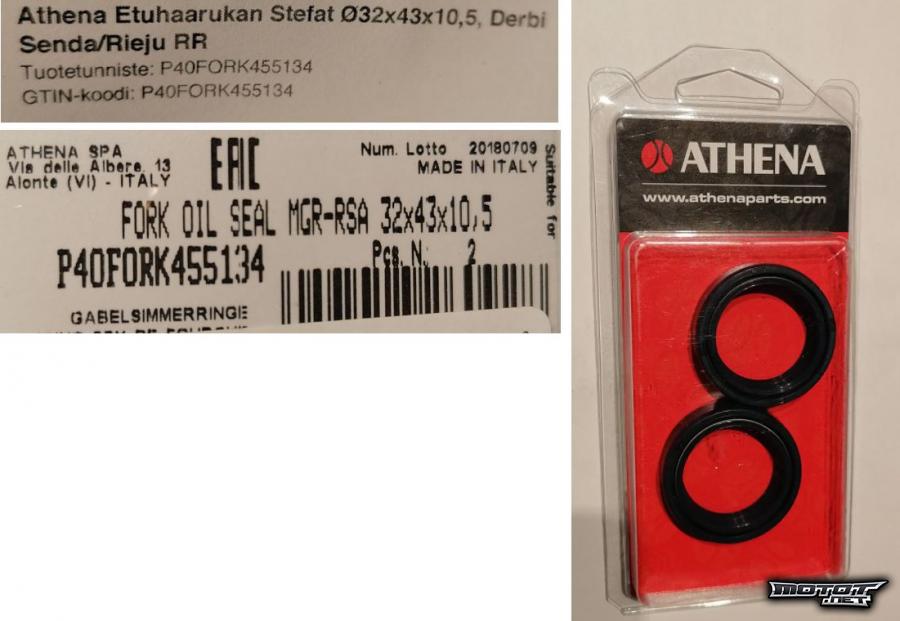 Athena Etuhaarukan Stefat Ø32x43x10,5, Derbi
Senda/Rieju RR
Tuotetunniste: P40FORK455134
GTIN-koodi: P40FORK455134
ATHENA SPA
Via delle Albere, 13
Alonte (VI) - ITALY
EAC
Num. Lotto 20180709
MADE IN ITALY
Suitable for
FORK OIL SEAL MGR-RSA 32x43x10,5
P40FORK455134
Pcs. N. 2
GABELSIMMERRINGE
ATHENA
www.athenaparts.com
MOTOT
.NET